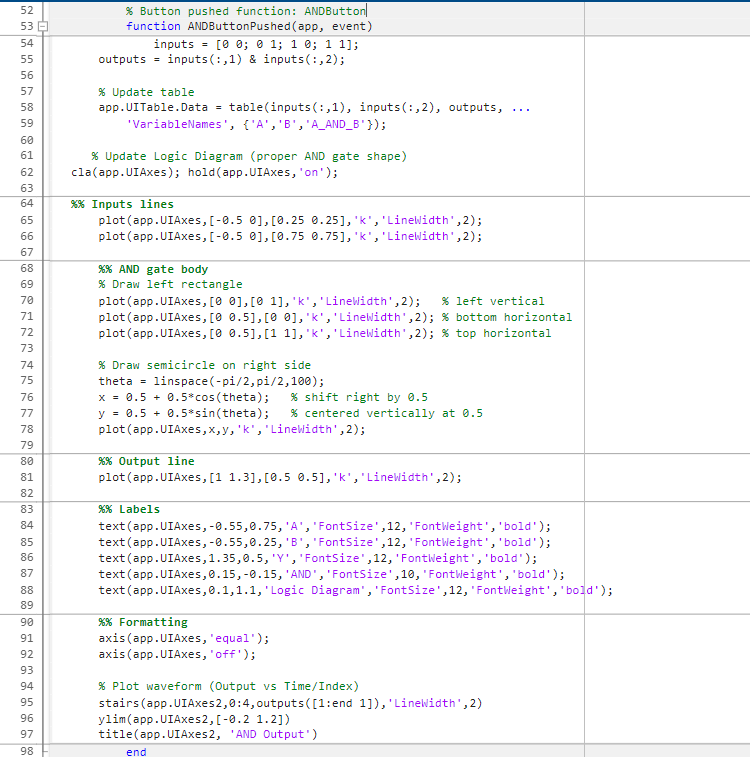 52 % Button pushed function: ANDButton
53 function ANDButtonPushed(app, event)
54 inputs = [0 0; 0 1; 1 0; 1 1];
55 outputs = inputs(:,1) & inputs(:,2);
56
57 % Update table
58 app.UITable.Data = table(inputs(:,1), inputs(:,2), outputs, ...
59 'VariableNames', {'A','B','A_AND_B'});
60
61 % Update Logic Diagram (proper AND gate shape)
62 cla(app.UIAxes); hold(app.UIAxes,'on');
63
64 %% Inputs lines
65 plot(app.UIAxes,[-0.5 0],[0.25 0.25],'k','LineWidth',2);
66 plot(app.UIAxes,[-0.5 0],[0.75 0.75],'k','LineWidth',2);
67
68 %% AND gate body
69 % Draw left rectangle
70 plot(app.UIAxes,[0 0],[0 1],'k','LineWidth',2); % left vertical
71 plot(app.UIAxes,[0 0.5],[0 0],'k','LineWidth',2); % bottom horizontal
72 plot(app.UIAxes,[0 0.5],[1 1],'k','LineWidth',2); % top horizontal
73
74 % Draw semicircle on right side
75 theta = linspace(-pi/2,pi/2,100);
76 x = 0.5 + 0.5*cos(theta); % shift right by 0.5
77 y = 0.5 + 0.5*sin(theta); % centered vertically at 0.5
78 plot(app.UIAxes,x,y,'k','LineWidth',2);
79
80 %% Output line
81 plot(app.UIAxes,[1 1.3],[0.5 0.5],'k','LineWidth',2);
82
83 %% Labels
84 text(app.UIAxes,-0.55,0.75,'A','FontSize',12,'FontWeight','bold');
85 text(app.UIAxes,-0.55,0.25,'B','FontSize',12,'FontWeight','bold');
86 text(app.UIAxes,1.35,0.5,'Y','FontSize',12,'FontWeight','bold');
87 text(app.UIAxes,0.15,-0.15,'AND','FontSize',10,'FontWeight','bold');
88 text(app.UIAxes,0.1,1.1,'Logic Diagram','FontSize',12,'FontWeight','bold');
89
90 %% Formatting
91 axis(app.UIAxes,'equal');
92 axis(app.UIAxes,'off');
93
94 % Plot waveform (Output vs Time/Index)
95 stairs(app.UIAxes2,0:4,outputs([1:end 1]),'LineWidth',2)
96 ylim(app.UIAxes2,[-0.2 1.2])
97 title(app.UIAxes2, 'AND Output')
98 end